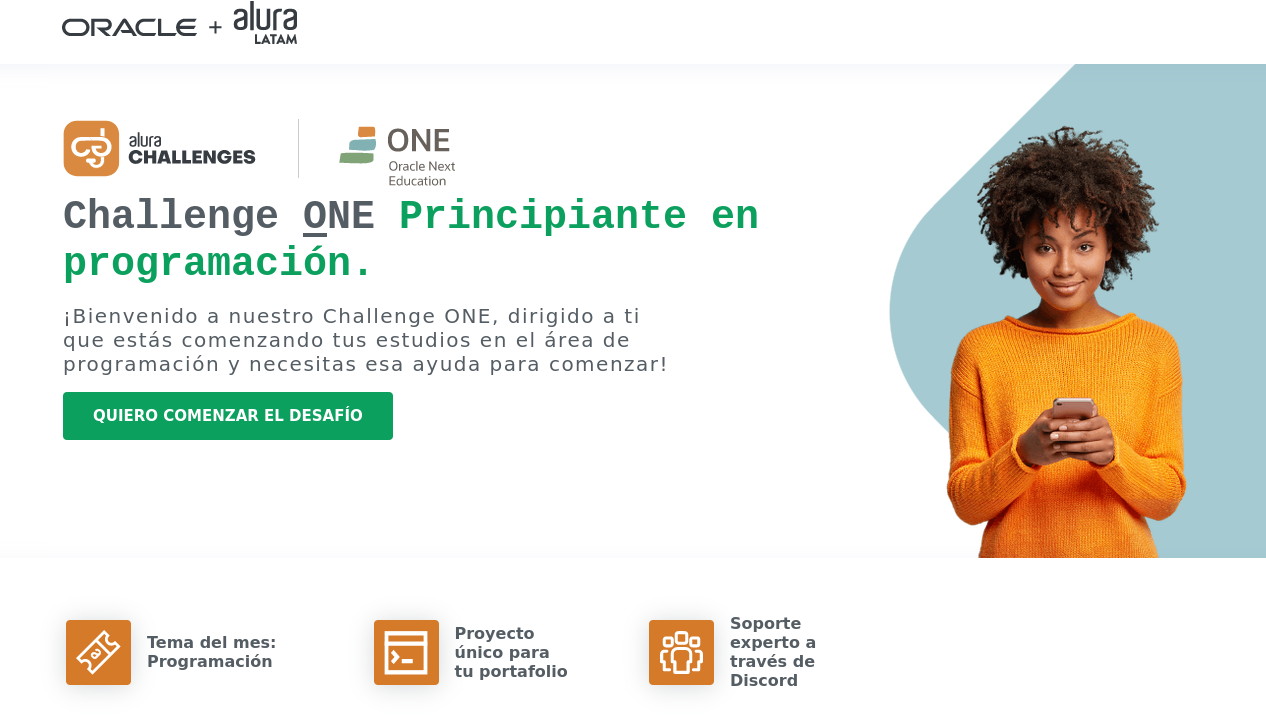 ORACLE + alura
LATAM
alura
CHALLENGES
ONE
Oracle Next
Education
Challenge ONE Principiante en
programación.
¡Bienvenido a nuestro Challenge ONE, dirigido a ti
que estás comenzando tus estudios en el área de
programación y necesitas esa ayuda para comenzar!
QUIERO COMENZAR EL DESAFÍO
Tema del mes:
Programación
Proyecto
único para
tu portafolio
Soporte
experto a
través de
Discord